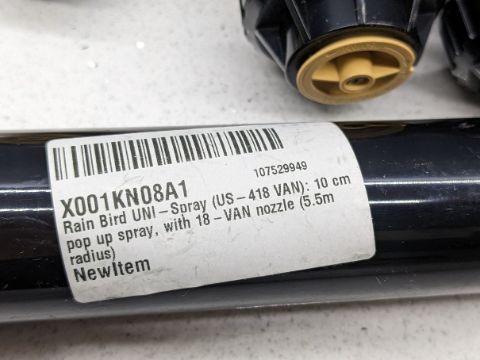 107529949
X001KN08A1
Rain Bird UNI-Spray (US-418 VAN): 10 cm
pop up spray, with 18-VAN nozzle (5.5m
radius)
NewItem